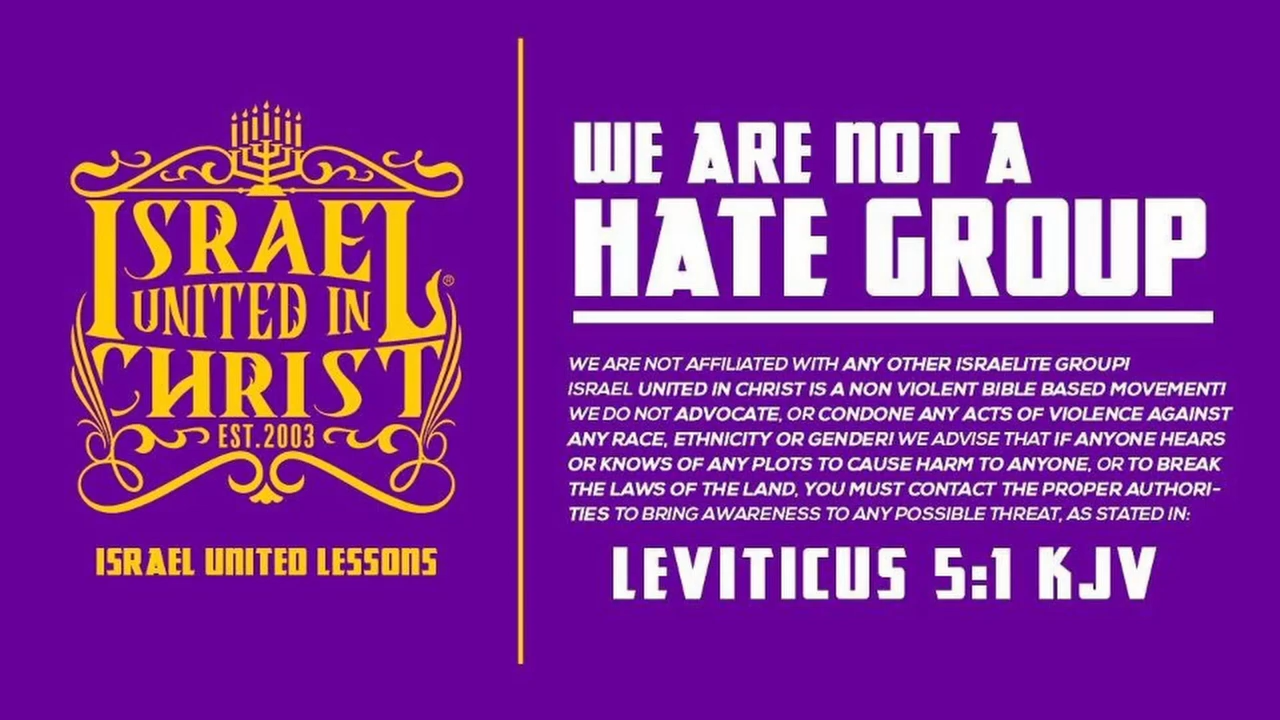 ISRAEL
UNITED IN
CHRIST
®
EST. 2003
ISRAEL UNITED LESSONS
WE ARE NOT A
HATE GROUP
WE ARE NOT AFFILIATED WITH ANY OTHER ISRAELITE GROUP!
ISRAEL UNITED IN CHRIST IS A NON VIOLENT BIBLE BASED MOVEMENT!
WE DO NOT ADVOCATE, OR CONDONE ANY ACTS OF VIOLENCE AGAINST
ANY RACE, ETHNICITY OR GENDER! WE ADVISE THAT IF ANYONE HEARS
OR KNOWS OF ANY PLOTS TO CAUSE HARM TO ANYONE, OR TO BREAK
THE LAWS OF THE LAND, YOU MUST CONTACT THE PROPER AUTHORI-
TIES TO BRING AWARENESS TO ANY POSSIBLE THREAT, AS STATED IN:
LEVITICUS 5:1 KJV